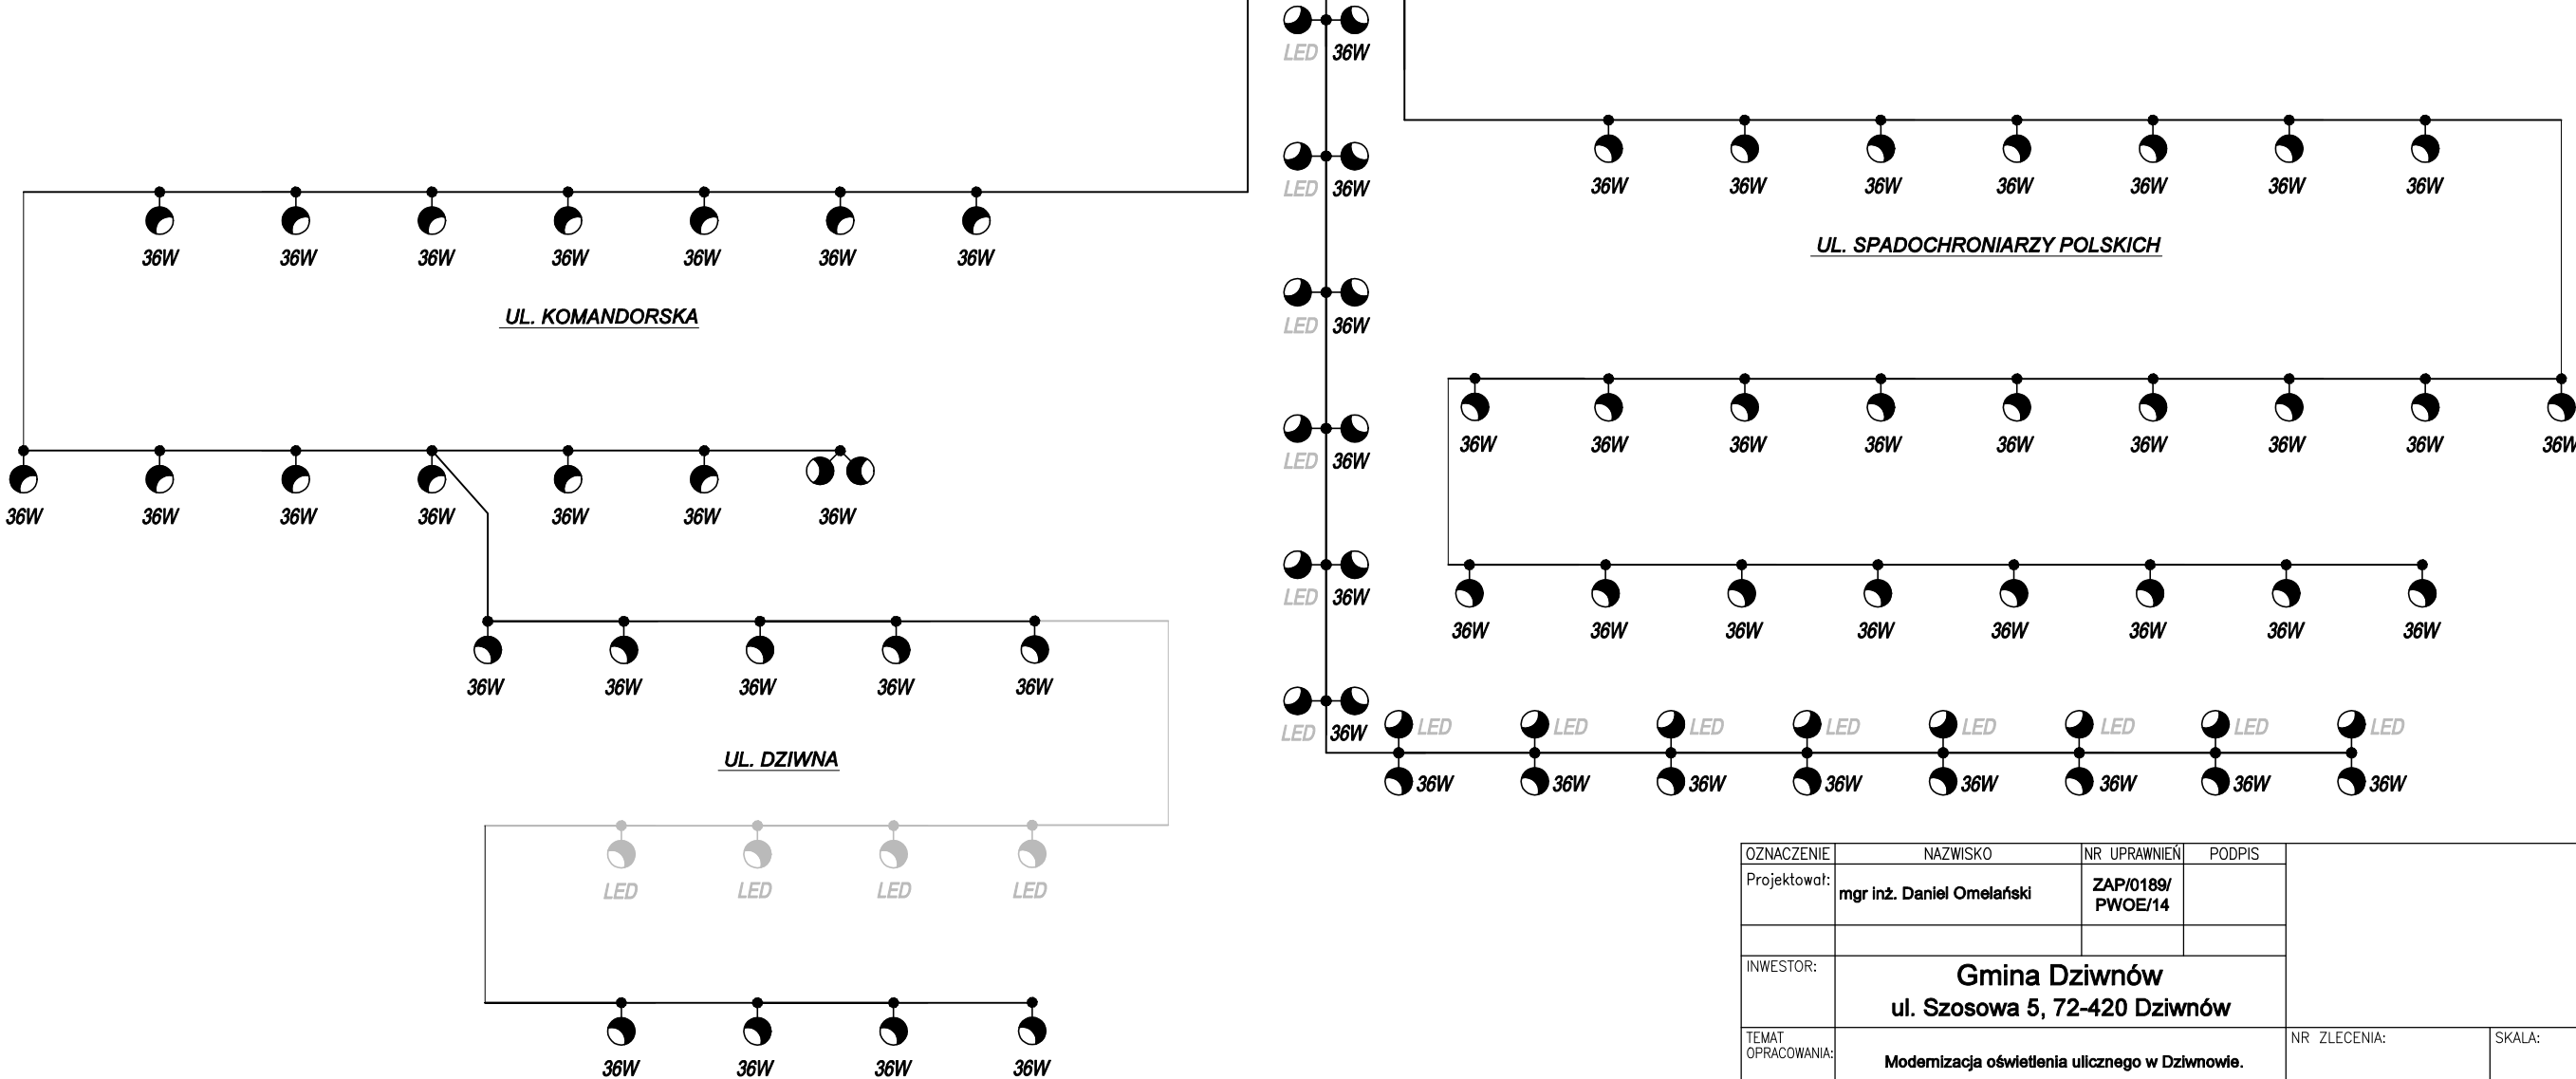 LED 36W
LED 36W
36W 36W 36W 36W 36W 36W 36W
UL. SPADOCHRONIARZY POLSKICH
36W 36W 36W 36W 36W 36W 36W
UL. KOMANDORSKA
LED 36W
LED 36W
36W 36W 36W 36W 36W 36W 36W 36W 36W
36W 36W 36W 36W 36W 36W 36W
LED 36W
36W 36W 36W 36W 36W 36W 36W 36W
36W 36W 36W 36W 36W
LED 36W
LED LED LED LED LED LED LED LED
36W 36W 36W 36W 36W 36W 36W 36W
UL. DZIWNA
LED LED LED LED
36W 36W 36W 36W
OZNACZENIE NAZWISKO NR UPRAWNIEŃ PODPIS
Projektował: mgr inż. Daniel Omelański ZAP/0189/
PWOE/14
INWESTOR: Gmina Dziwnów
ul. Szosowa 5, 72-420 Dziwnów
TEMAT
OPRACOWANIA: Modernizacja oświetlenia ulicznego w Dziwnowie.
NR ZLECENIA: SKALA: